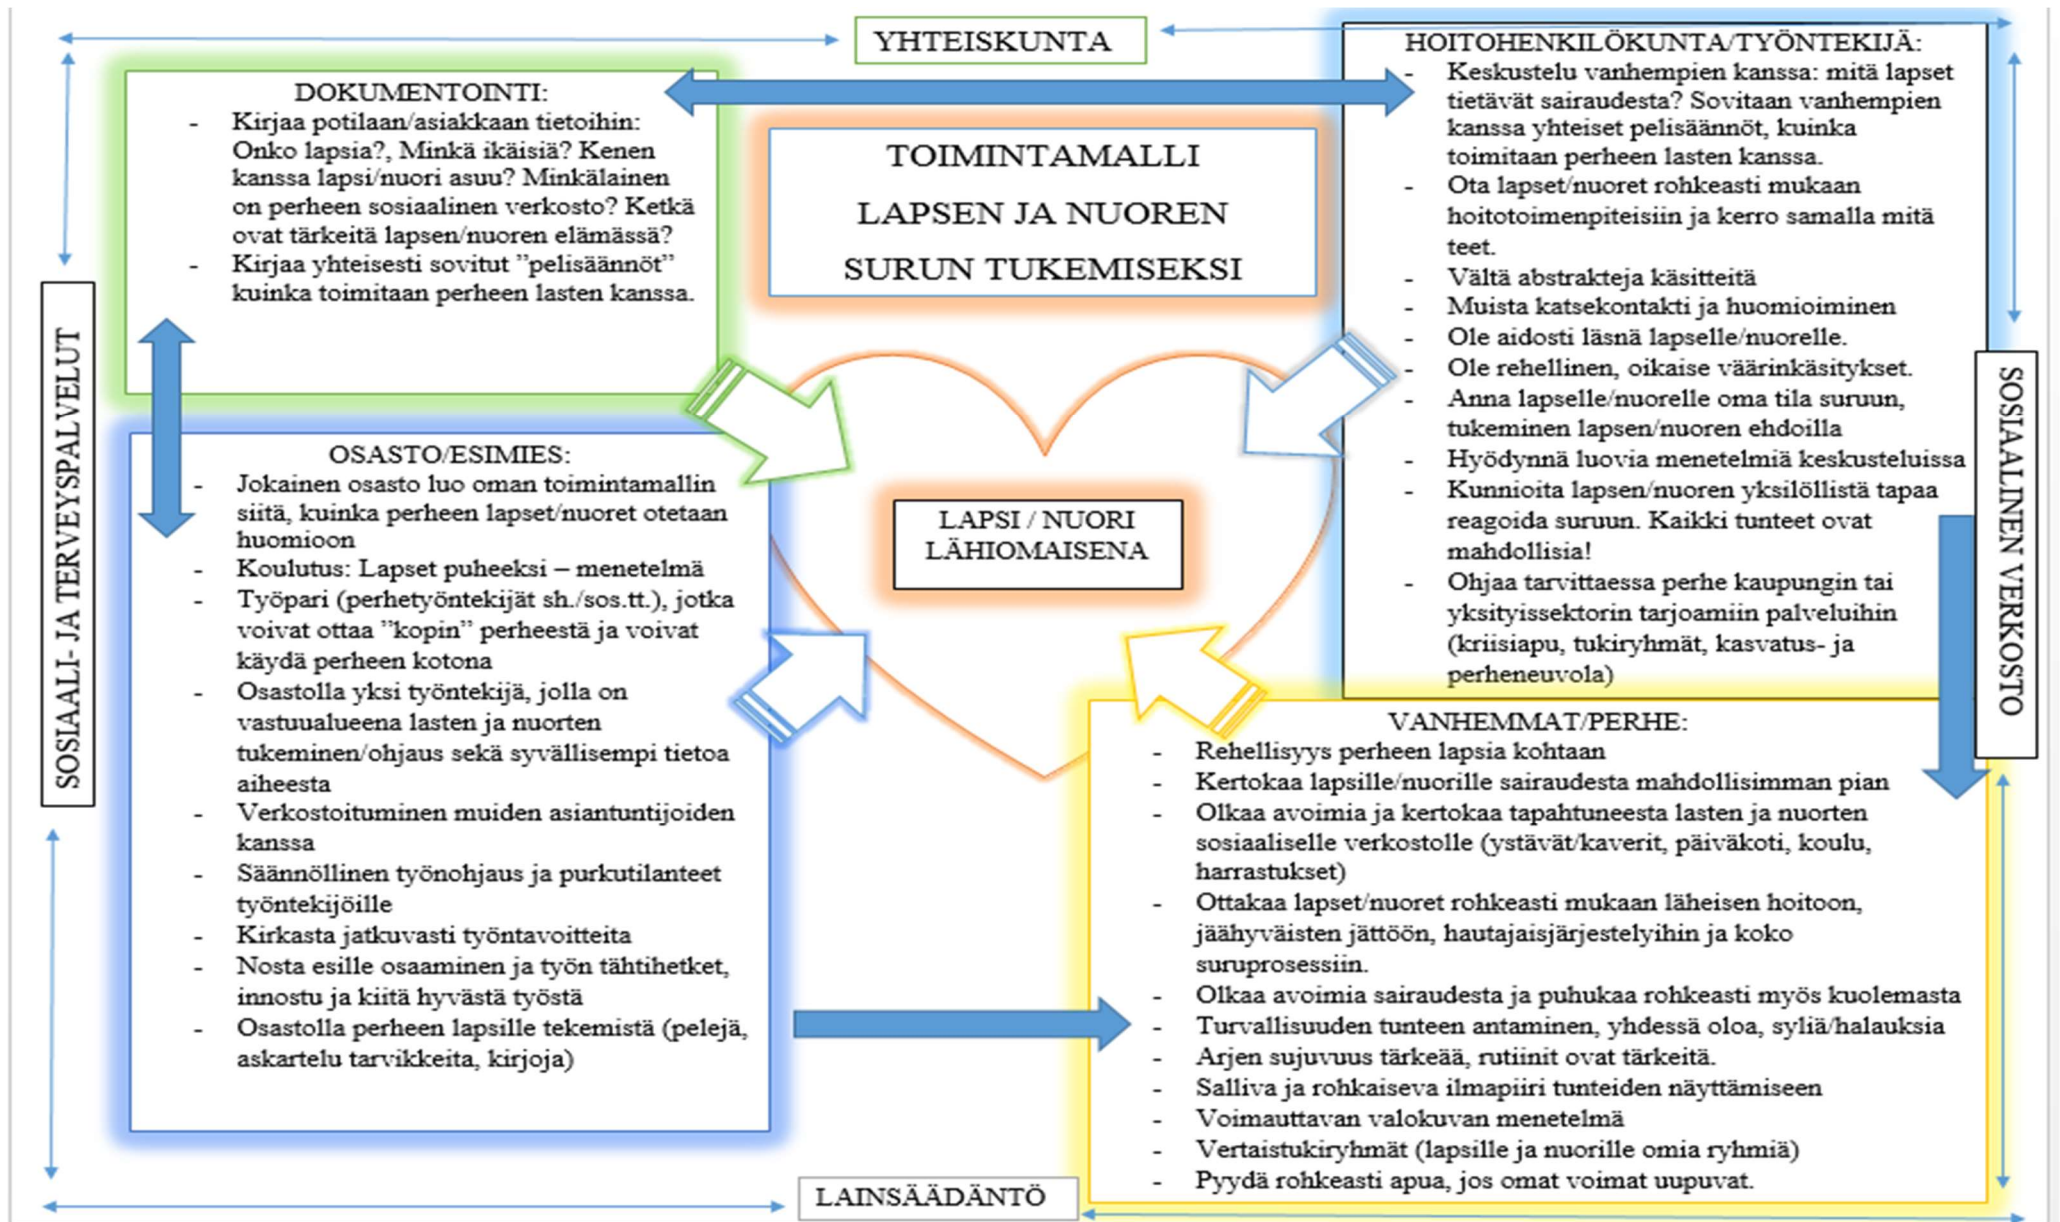 YHTEISKUNTA
DOKUMENTOINTI:
- Kirjaa potilaan/asiakkaan tietoihin:
Onko lapsia?, Minkä ikäisiä? Kenen
kanssa lapsi/nuori asuu? Minkälainen
on perheen sosiaalinen verkosto? Ketkä
ovat tärkeitä lapsen/nuoren elämässä?
- Kirjaa yhteisesti sovitut ”pelisäännöt”
kuinka toimitaan perheen lasten kanssa.
TOIMINTAMALLI
LAPSEN JA NUOREN
SURUN TUKEMISEKSI
HOITOHENKILÖKUNTA/TYÖNTEKIJÄ:
- Keskustelu vanhempien kanssa: mitä lapset
tietävät sairaudesta? Sovitaan vanhempien
kanssa yhteiset pelisäännöt, kuinka
toimitaan perheen lasten kanssa.
- Ota lapset/nuoret rohkeasti mukaan
hoitotoimenpiteisiin ja kerro samalla mitä
teet.
- Vältä abstrakteja käsitteitä
- Muista katsekontakti ja huomioiminen
- Ole aidosti läsnä lapselle/nuorelle.
- Ole rehellinen, oikaise väärinkäsitykset.
- Anna lapselle/nuorelle oma tila suruun,
tukeminen lapsen/nuoren ehdoilla
- Hyödynnä luovia menetelmiä keskusteluissa
- Kunnioita lapsen/nuoren yksilöllistä tapaa
reagoida suruun. Kaikki tunteet ovat
mahdollisia!
- Ohjaa tarvittaessa perhe kaupungin tai
yksityissektorin tarjoamiin palveluihin
(kriisiapu, tukiryhmät, kasvatus- ja
perheneuvola)
SOSIAALI- JA TERVEYSPALVELUT
OSASTO/ESIMIES:
- Jokainen osasto luo oman toimintamallin
siitä, kuinka perheen lapset/nuoret otetaan
huomioon
- Koulutus: Lapset puheeksi – menetelmä
- Työpari (perhetyöntekijät sh./sos.tt.), jotka
voivat ottaa ”kopin” perheestä ja voivat
käydä perheen kotona
- Osastolla yksi työntekijä, jolla on
vastuualueena lasten ja nuorten
tukeminen/ohjaus sekä syvällisempi tietoa
aiheesta
- Verkostoituminen muiden asiantuntijoiden
kanssa
- Säännöllinen työnohjaus ja purkutilanteet
työntekijöille
- Kirkasta jatkuvasti työntavoitteita
- Nosta esille osaaminen ja työn tähtihetket,
innostu ja kiitä hyvästä työstä
- Osastolla perheen lapsille tekemistä (pelejä,
askartelu tarvikkeita, kirjoja)
LAPSI / NUORI
LÄHIOMAISENA
SOSIAALINEN VERKOSTO
VANHEMMAT/PERHE:
- Rehellisyys perheen lapsia kohtaan
- Kertokaa lapsille/nuorille sairaudesta mahdollisimman pian
- Olkaa avoimia ja kertokaa tapahtuneesta lasten ja nuorten
sosiaaliselle verkostolle (ystävät/kaverit, päiväkoti, koulu,
harrastukset)
- Ottakaa lapset/nuoret rohkeasti mukaan läheisen hoitoon,
jäähyväisten jättöön, hautajaisjärjestelyihin ja koko
suruprosessiin.
- Olkaa avoimia sairaudesta ja puhukaa rohkeasti myös kuolemasta
- Turvallisuuden tunteen antaminen, yhdessä oloa, syliä/halauksia
- Arjen sujuvuus tärkeää, rutiinit ovat tärkeitä.
- Salliva ja rohkaiseva ilmapiiri tunteiden näyttämiseen
- Voimauttavan valokuvan menetelmä
- Vertaistukiryhmät (lapsille ja nuorille omia ryhmiä)
- Pyydä rohkeasti apua, jos omat voimat uupuvat.
LAINSÄÄDÄNTÖ